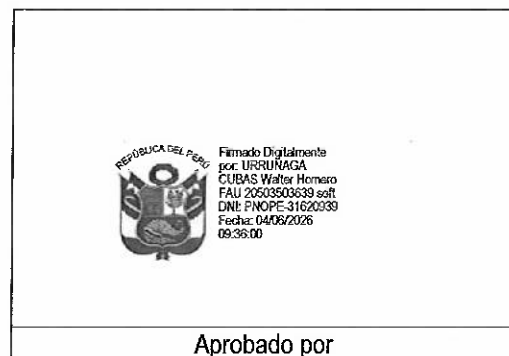 REPÚBLICA DEL PERÚ
Firmado Digitalmente
por: URRUÑAGA
CUBAS Walter Homero
FAU 20503503639 soft
DNI: PNOPE-31620939
Fecha: 04/06/2026
09:36:00
Aprobado por